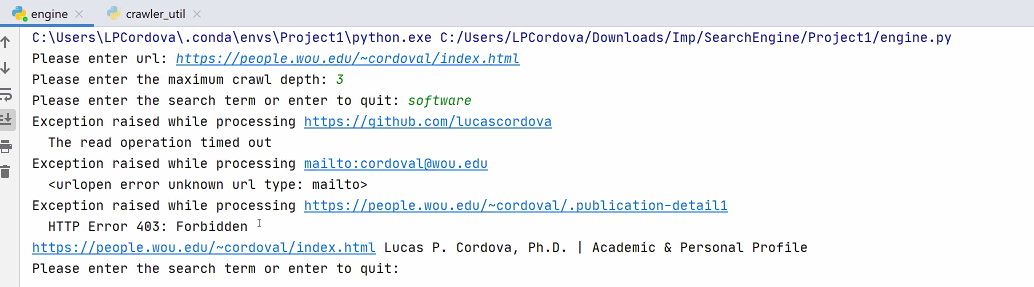 engine
crawler_util
C:\Users\LPCordova\.conda\envs\Project1\python.exe C:/Users/LPCordova/Downloads/Imp/SearchEngine/Project1/engine.py
Please enter url: https://people.wou.edu/~cordoval/index.html
Please enter the maximum crawl depth: 3
Please enter the search term or enter to quit: software
Exception raised while processing https://github.com/lucascordova
  The read operation timed out
Exception raised while processing mailto:cordoval@wou.edu
  <urlopen error unknown url type: mailto>
Exception raised while processing https://people.wou.edu/~cordoval/.publication-detail1
  HTTP Error 403: Forbidden
https://people.wou.edu/~cordoval/index.html Lucas P. Cordova, Ph.D. | Academic & Personal Profile
Please enter the search term or enter to quit: